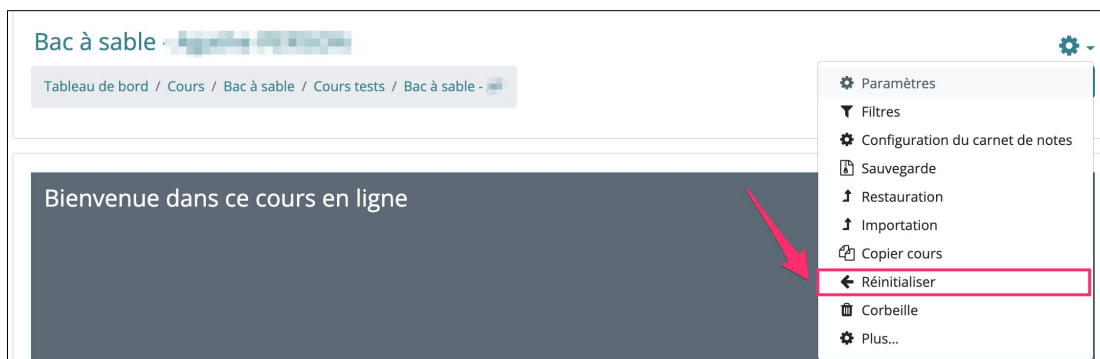 Bac à sable -
Tableau de bord / Cours / Bac à sable / Cours tests / Bac à sable -
Paramètres
Filtres
Configuration du carnet de notes
Sauvegarde
Restauration
Importation
Copier cours
Réinitialiser
Corbeille
Plus...
Bienvenue dans ce cours en ligne